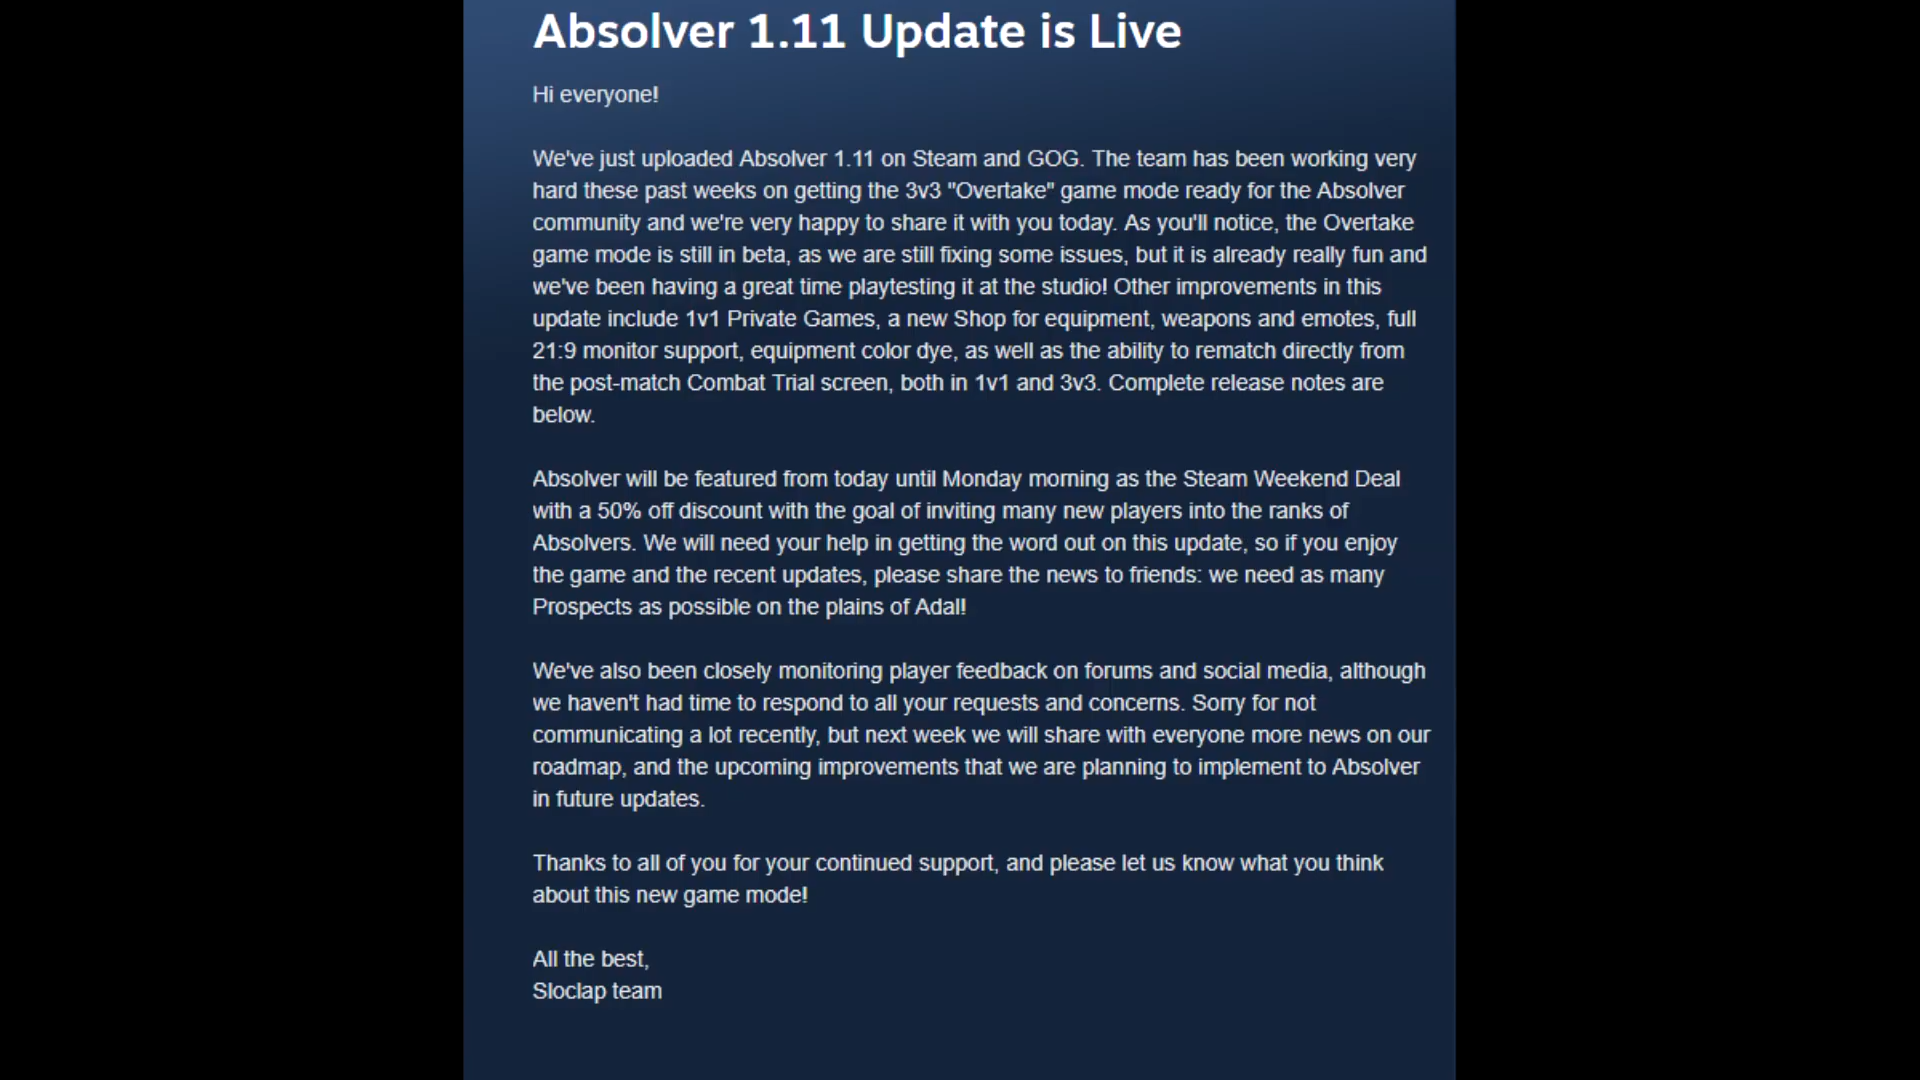 Absolver 1.11 Update is Live
Hi everyone!
We've just uploaded Absolver 1.11 on Steam and GOG. The team has been working very
hard these past weeks on getting the 3v3 "Overtake" game mode ready for the Absolver
community and we're very happy to share it with you today. As you'll notice, the Overtake
game mode is still in beta, as we are still fixing some issues, but it is already really fun and
we've been having a great time playtesting it at the studio! Other improvements in this
update include 1v1 Private Games, a new Shop for equipment, weapons and emotes, full
21:9 monitor support, equipment color dye, as well as the ability to rematch directly from
the post-match Combat Trial screen, both in 1v1 and 3v3. Complete release notes are
below.
Absolver will be featured from today until Monday morning as the Steam Weekend Deal
with a 50% off discount with the goal of inviting many new players into the ranks of
Absolvers. We will need your help in getting the word out on this update, so if you enjoy
the game and the recent updates, please share the news to friends: we need as many
Prospects as possible on the plains of Adal!
We've also been closely monitoring player feedback on forums and social media, although
we haven't had time to respond to all your requests and concerns. Sorry for not
communicating a lot recently, but next week we will share with everyone more news on our
roadmap, and the upcoming improvements that we are planning to implement to Absolver
in future updates.
Thanks to all of you for your continued support, and please let us know what you think
about this new game mode!
All the best,
Sloclap team